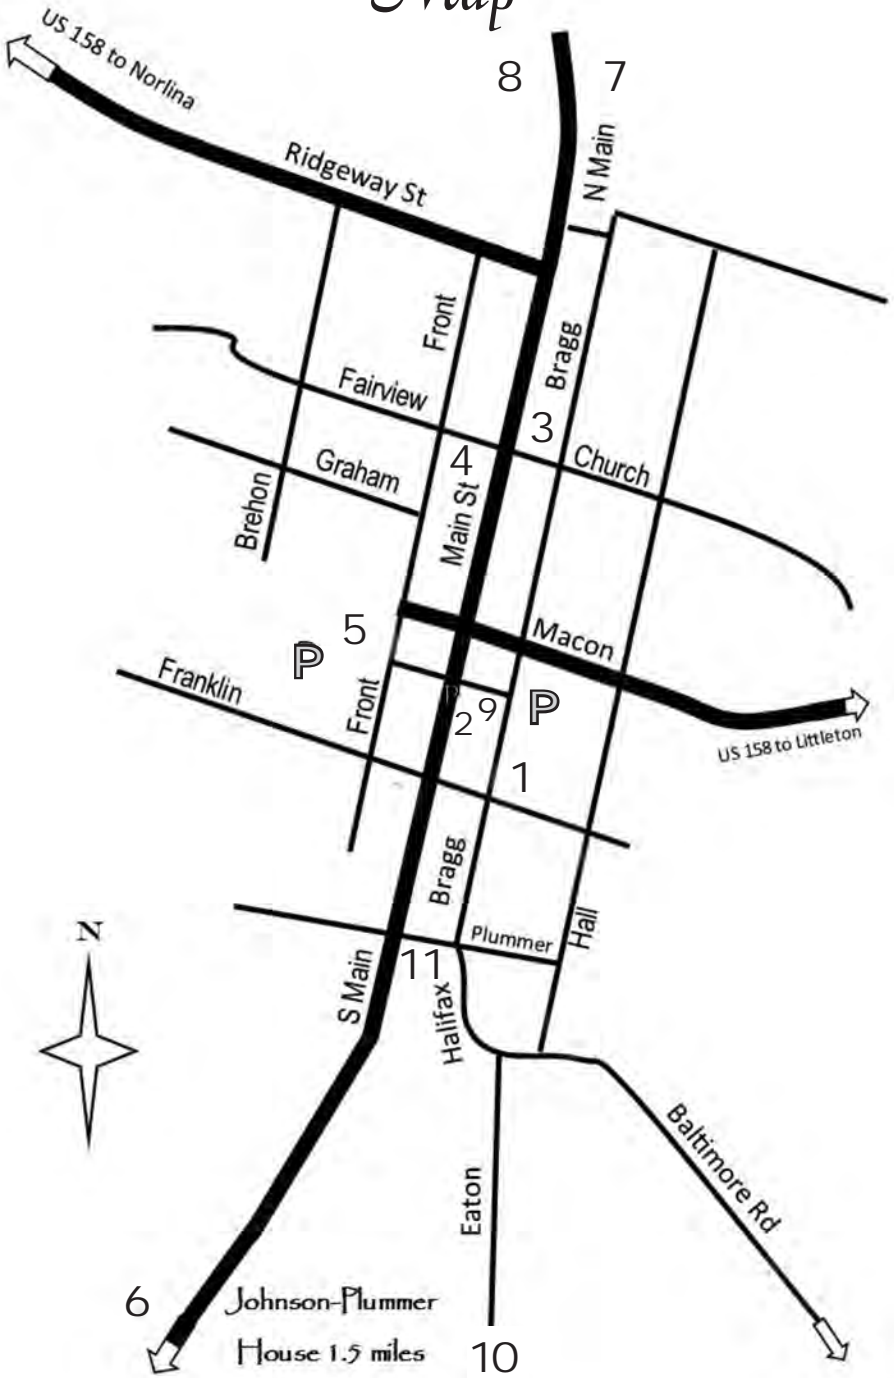 Map
US 158 to Norlina
8
7
N Main
Ridgeway St
Front
Bragg
Fairview
3
Church
4
Graham
Main St
Brehon
5
P
Macon
Franklin
Front
P
2
9
P
US 158 to Littleton
1
Bragg
Hall
N
Plummer
11
S Main
Halifax
Baltimore Rd
Eaton
6
Johnson-Plummer
House 1.5 miles
10